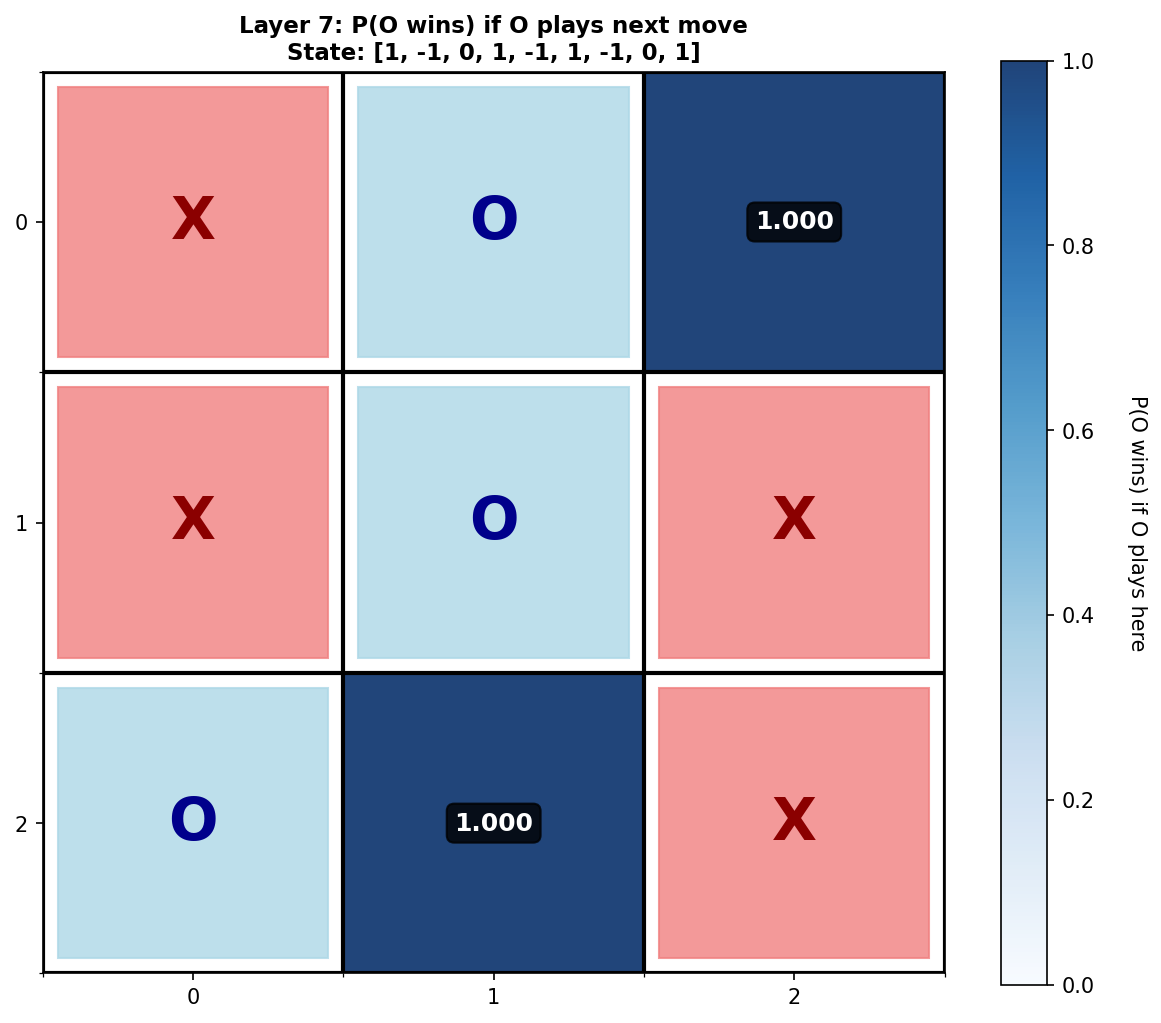 Layer 7: P(O wins) if O plays next move
State: [1, -1, 0, 1, -1, 1, -1, 0, 1]
X
O
1.000
X
O
X
O
1.000
X
0
1
2
0
1
2
1.0
0.8
0.6
0.4
0.2
0.0
P(O wins) if O plays here